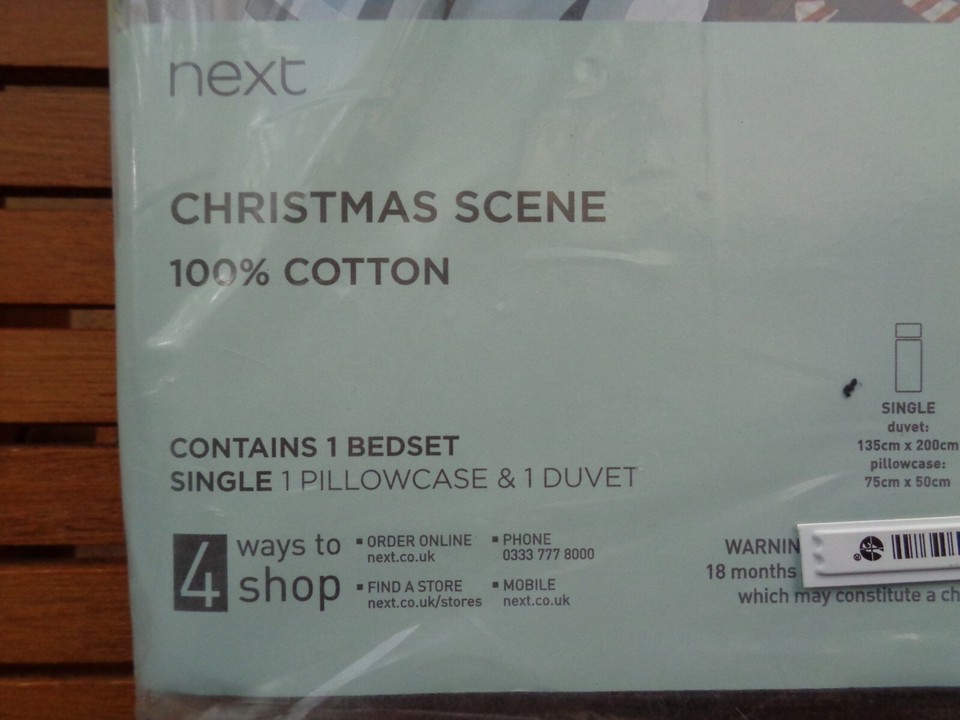 next
CHRISTMAS SCENE
100% COTTON
SINGLE
duvet:
135cm x 200cm
pillowcase:
75cm x 50cm
CONTAINS 1 BEDSET
SINGLE 1 PILLOWCASE & 1 DUVET
4 ways to shop
▪ ORDER ONLINE
next.co.uk
▪ FIND A STORE
next.co.uk/stores
▪ PHONE
0333 777 8000
▪ MOBILE
next.co.uk
18 months
which may constitute a